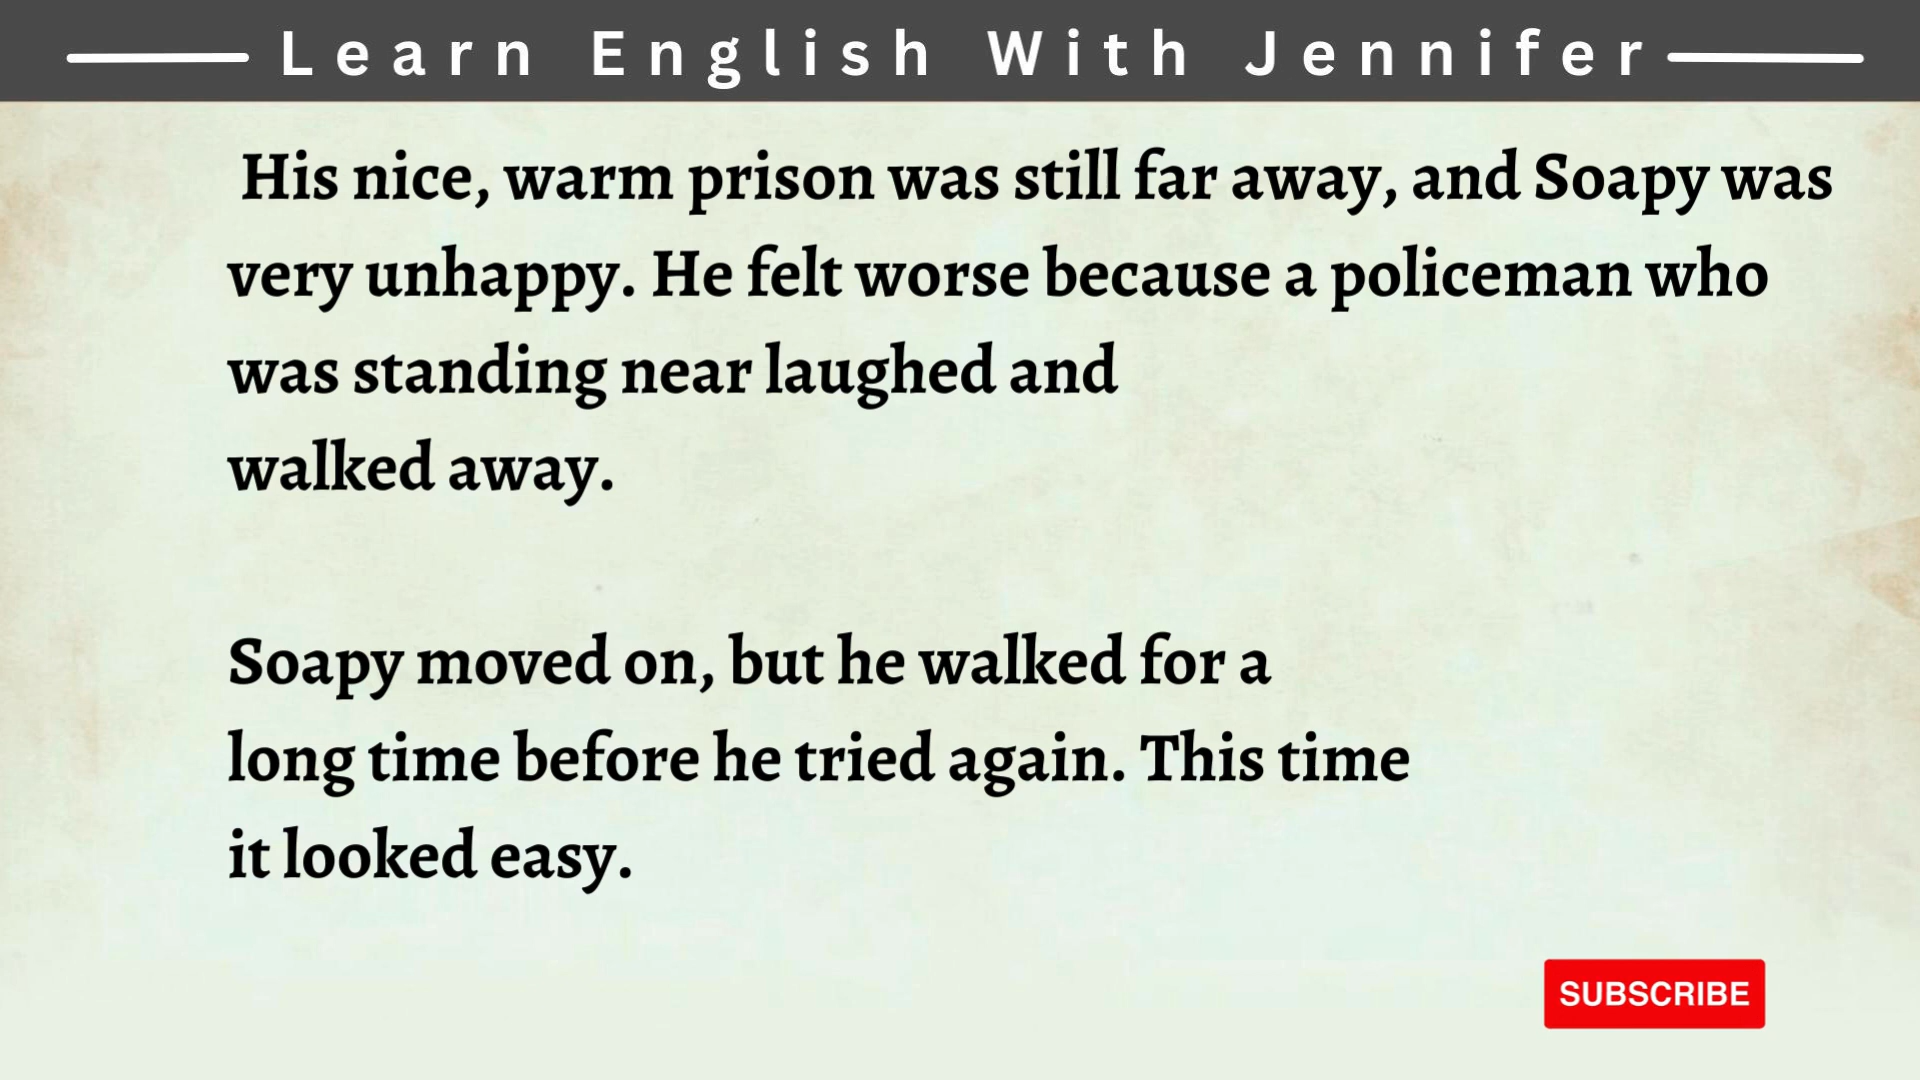 Learn English With Jennifer
His nice, warm prison was still far away, and Soapy was
very unhappy. He felt worse because a policeman who
was standing near laughed and
walked away.
Soapy moved on, but he walked for a
long time before he tried again. This time
it looked easy.
SUBSCRIBE